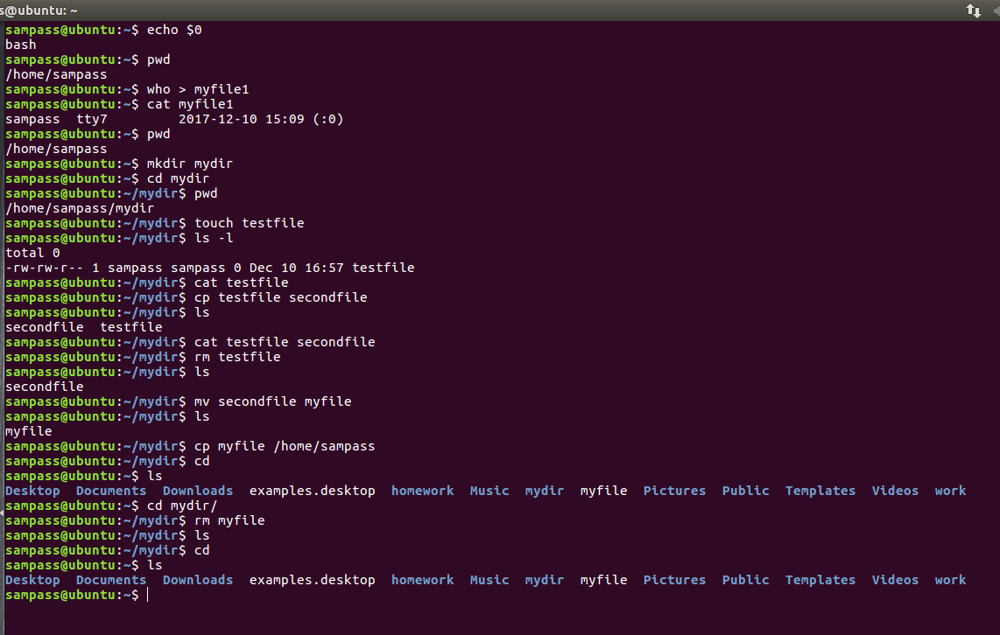 s@ubuntu: ~
sampass@ubuntu:~$ echo $0
bash
sampass@ubuntu:~$ pwd
/home/sampass
sampass@ubuntu:~$ who > myfile1
sampass@ubuntu:~$ cat myfile1
sampass  tty7         2017-12-10 15:09 (:0)
sampass@ubuntu:~$ pwd
/home/sampass
sampass@ubuntu:~$ mkdir mydir
sampass@ubuntu:~$ cd mydir
sampass@ubuntu:~/mydir$ pwd
/home/sampass/mydir
sampass@ubuntu:~/mydir$ touch testfile
sampass@ubuntu:~/mydir$ ls -l
total 0
-rw-rw-r-- 1 sampass sampass 0 Dec 10 16:57 testfile
sampass@ubuntu:~/mydir$ cat testfile
sampass@ubuntu:~/mydir$ cp testfile secondfile
sampass@ubuntu:~/mydir$ ls
secondfile  testfile
sampass@ubuntu:~/mydir$ cat testfile secondfile
sampass@ubuntu:~/mydir$ rm testfile
sampass@ubuntu:~/mydir$ ls
secondfile
sampass@ubuntu:~/mydir$ mv secondfile myfile
sampass@ubuntu:~/mydir$ ls
myfile
sampass@ubuntu:~/mydir$ cp myfile /home/sampass
sampass@ubuntu:~/mydir$ cd
sampass@ubuntu:~$ ls
Desktop  Documents  Downloads  examples.desktop  homework  Music  mydir  myfile  Pictures  Public  Templates  Videos  work
sampass@ubuntu:~$ cd mydir/
sampass@ubuntu:~/mydir$ rm myfile
sampass@ubuntu:~/mydir$ ls
sampass@ubuntu:~/mydir$ cd
sampass@ubuntu:~$ ls
Desktop  Documents  Downloads  examples.desktop  homework  Music  mydir  myfile  Pictures  Public  Templates  Videos  work
sampass@ubuntu:~$